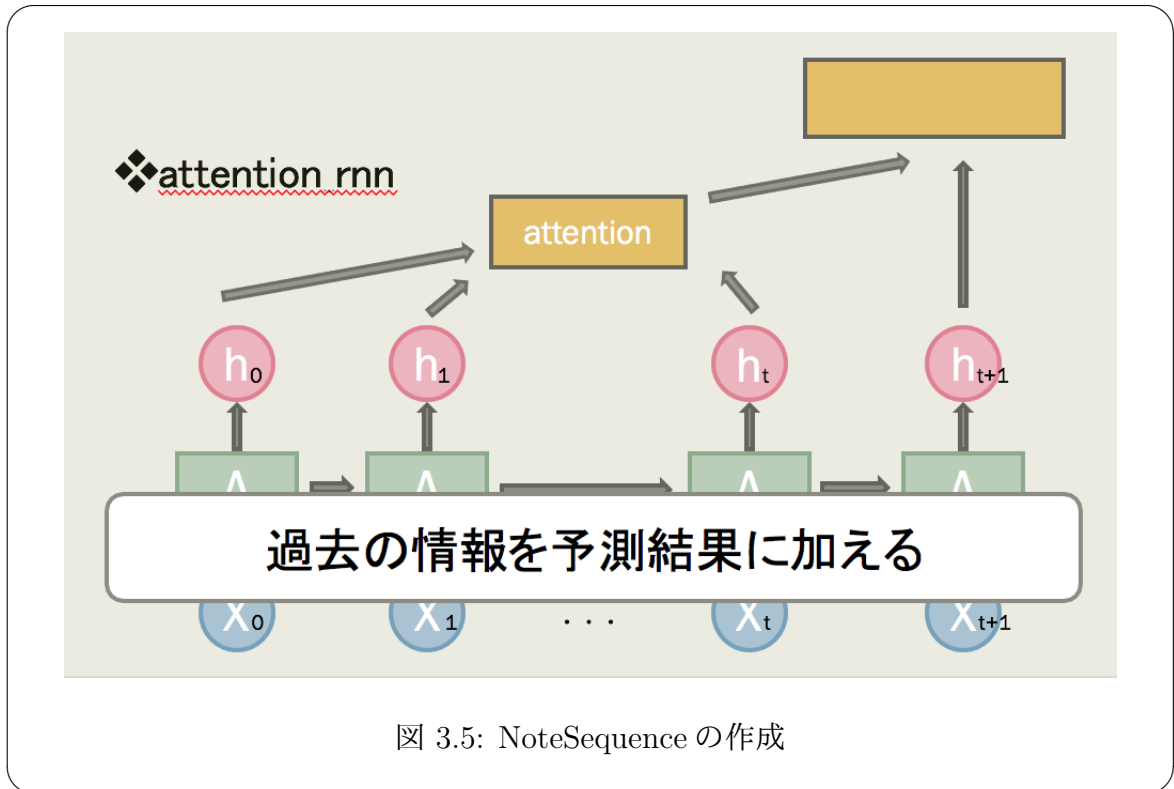 ❖attention rnn
attention
h0 h1 ht ht+1
A A A A
過去の情報を予測結果に加える
X0 X1 ... Xt Xt+1
図 3.5: NoteSequence の作成